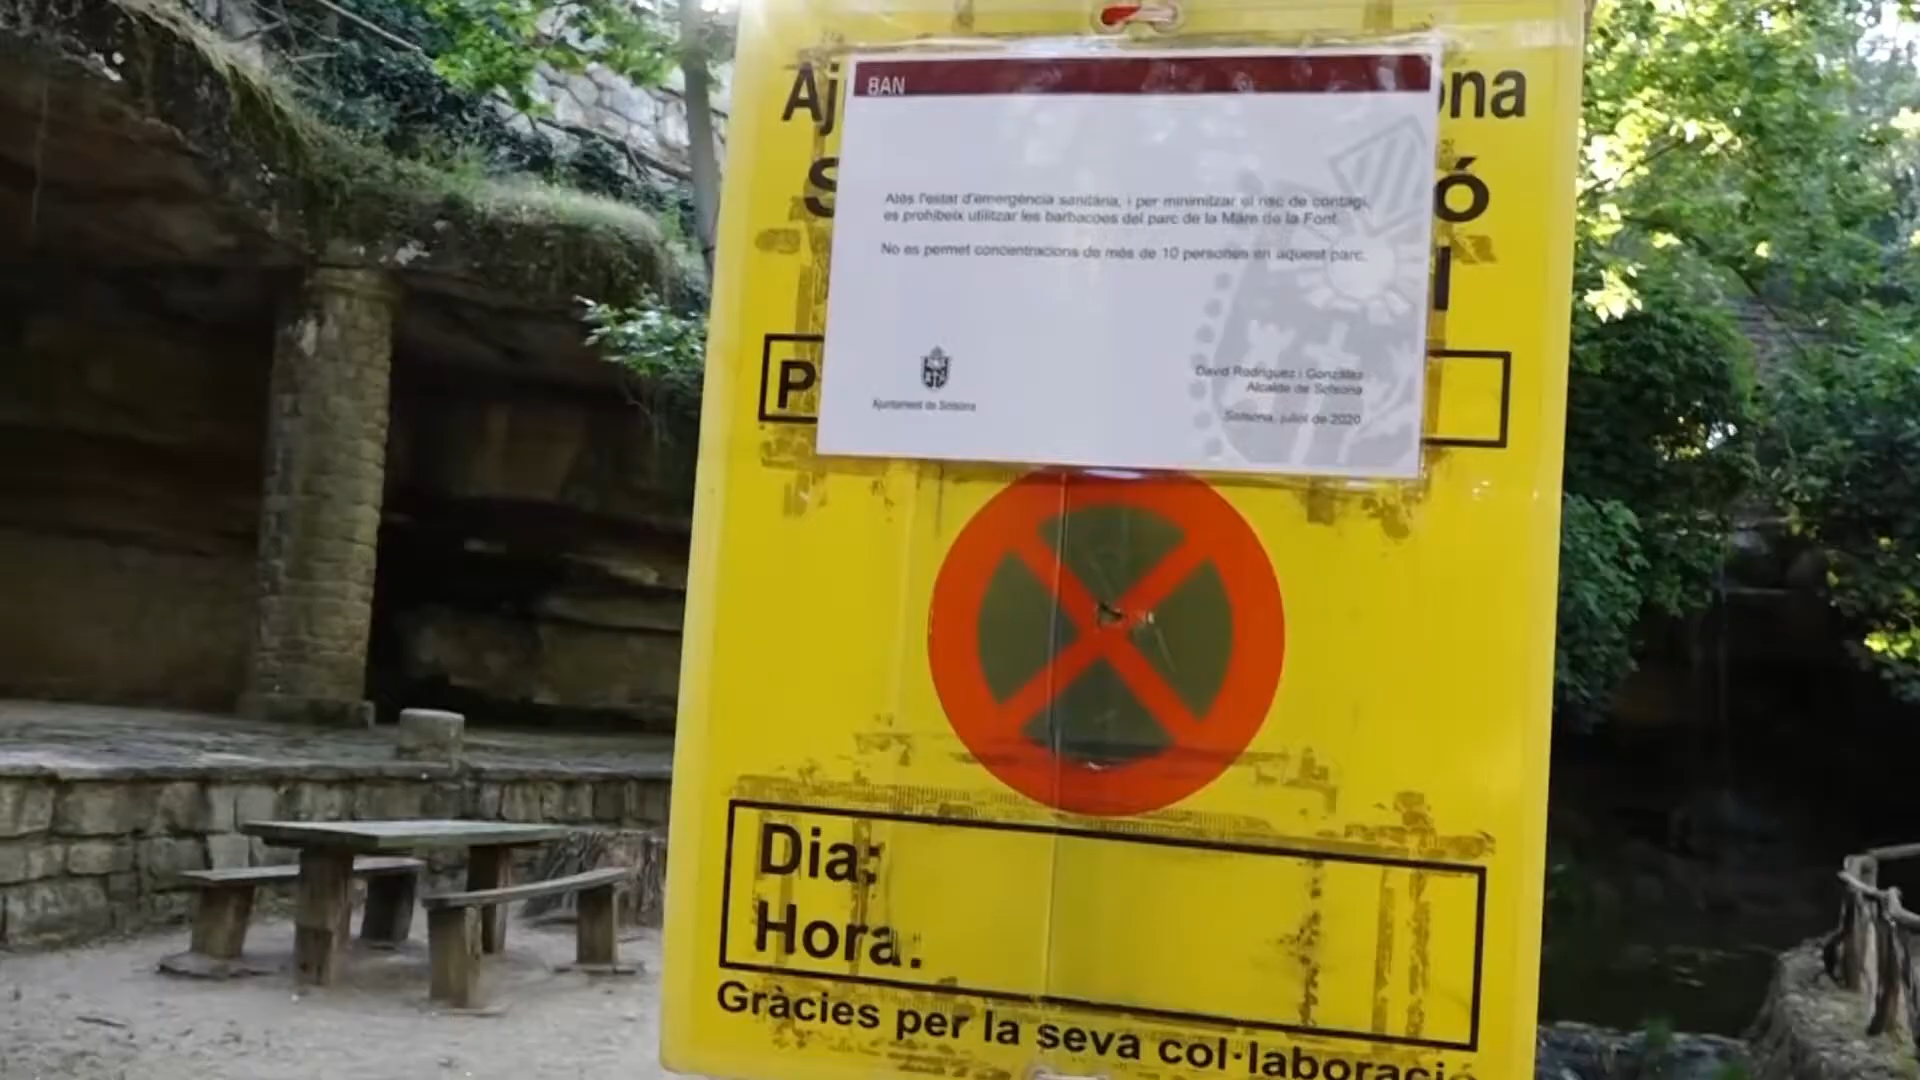 Aj
BAN
ona
S
ó
Atès l'estat d'emergència sanitària, i per minimitzar el risc de contagi,
es prohibeix utilitzar les barbacoes del parc de la Mare de la Font.
No es permet concentracions de més de 10 persones en aquest parc.
P
Ajuntament de Solsona
David Rodríguez i González
Alcalde de Solsona
Solsona, juliol de 2020
Dia:
Hora:
Gràcies per la seva col·laboració